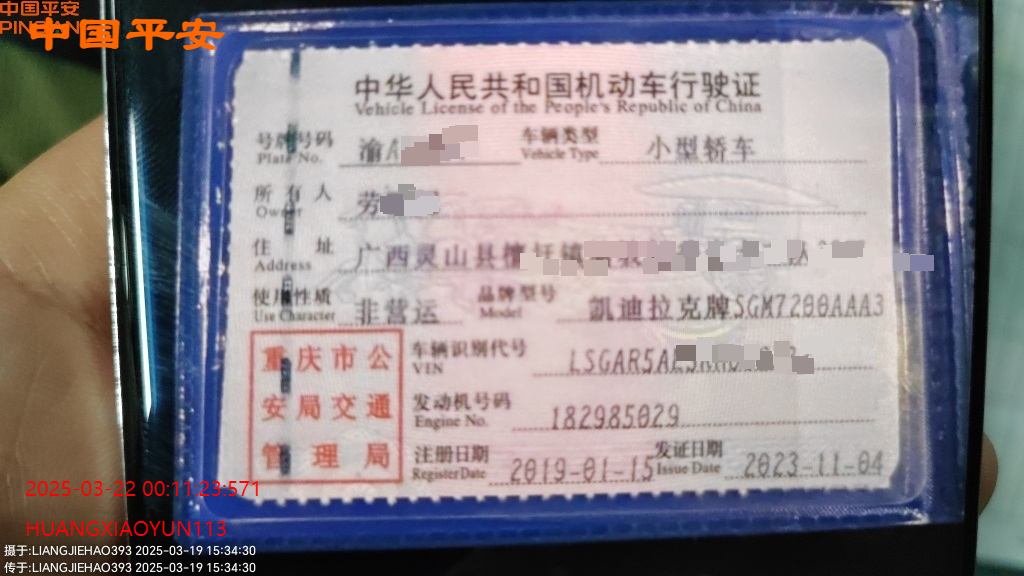 中国平安
PINGAN
中国平安
中华人民共和国机动车行驶证
Vehicle License of the People's Republic of China
号牌号码 渝A 车辆类型 小型轿车
Plate No. Vehicle Type
所有人 劳
Owner
住址 广西灵山县檀圩镇
Address
使用性质 非营运 品牌型号 凯迪拉克牌SGM7200AAA3
Use Character Model
重庆市公
安局交通
管理局
车辆识别代号 LSGAR5A
VIN
发动机号码 182985029
Engine No.
注册日期 2019-01-15 发证日期 2023-11-04
Register Date Issue Date
2025-03-22 00:11:23:571
HUANGXIAOYUN113
摄于:LIANGJIEHAO393 2025-03-19 15:34:30
传于:LIANGJIEHAO393 2025-03-19 15:34:30